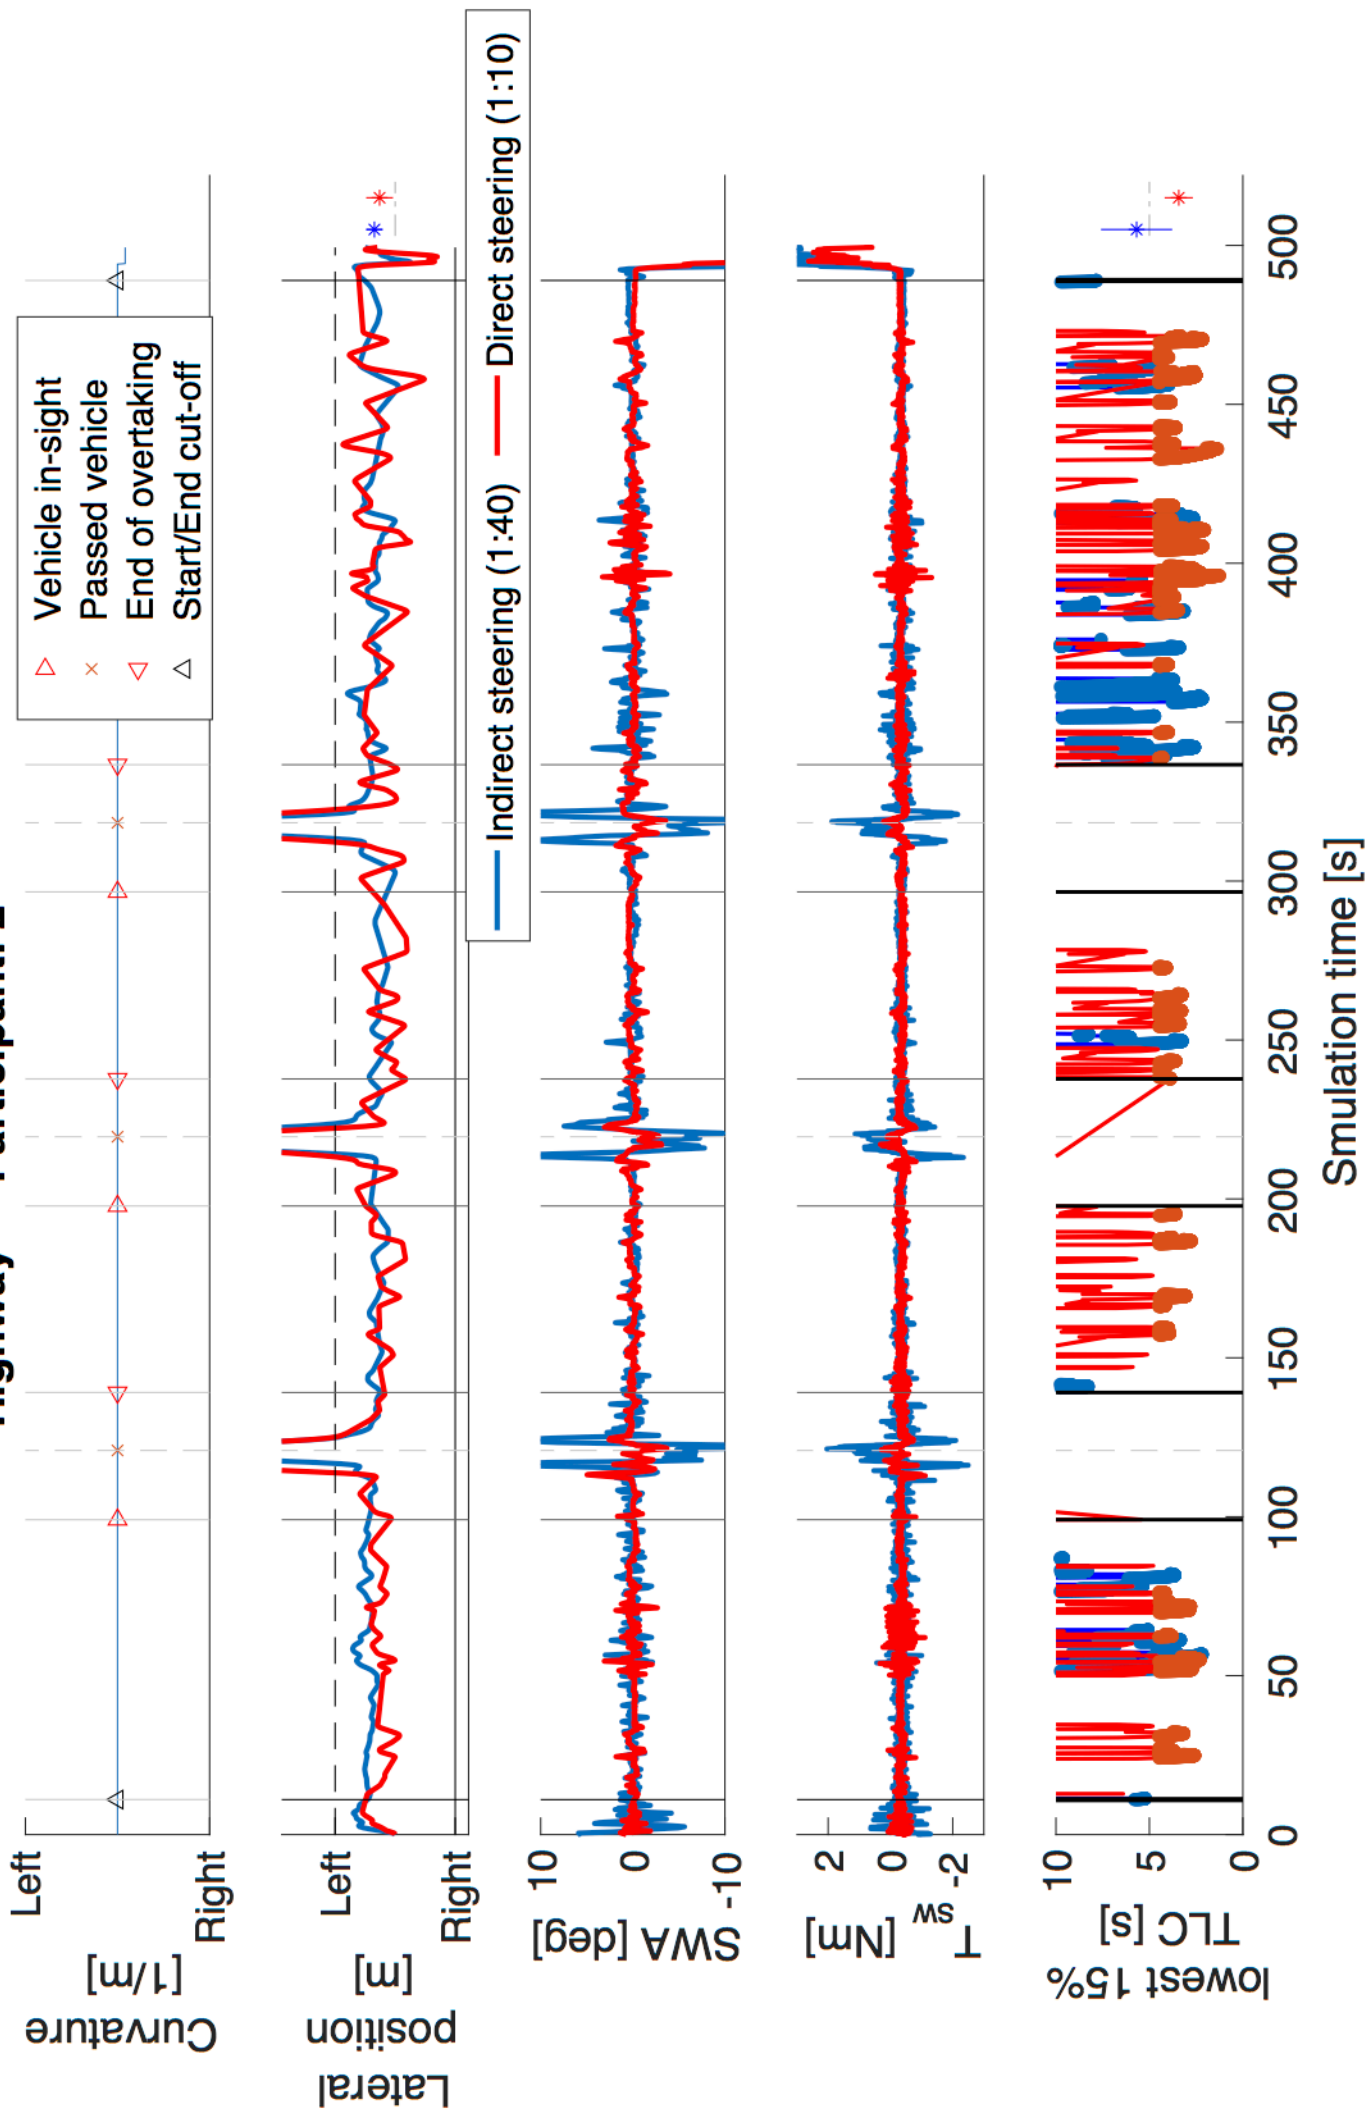 Highway - Participant: 2
Left
Right
Curvature
[1/m]
Vehicle in-sight
Passed vehicle
End of overtaking
Start/End cut-off
Left
Right
Lateral
position
[m]
Indirect steering (1:40)
Direct steering (1:10)
10
0
-10
SWA [deg]
2
0
-2
T_sw [Nm]
10
5
0
lowest 15%
TLC [s]
0
50
100
150
200
250
300
350
400
450
500
Smulation time [s]